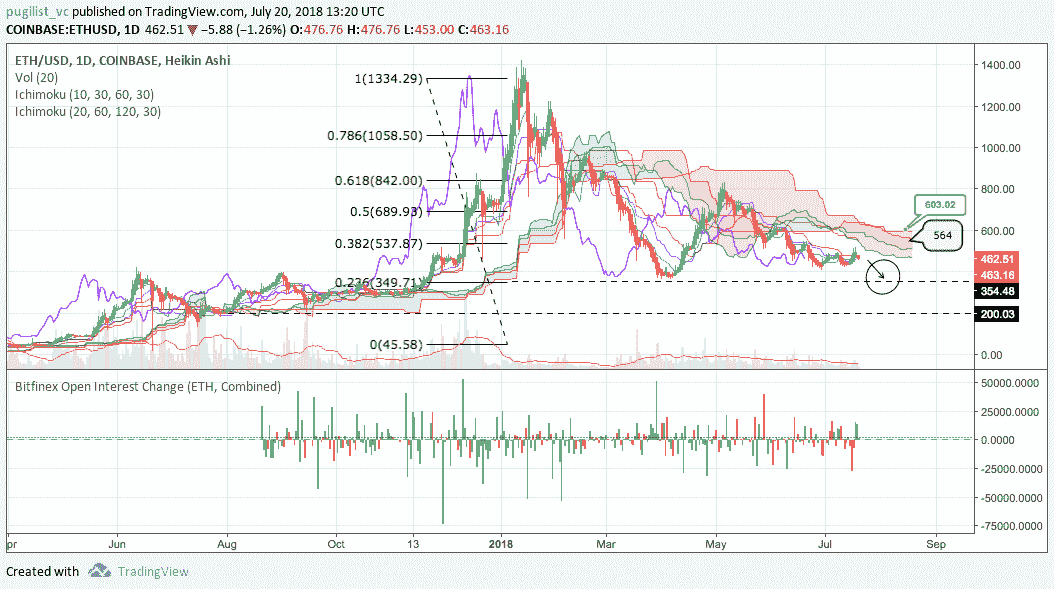 pugilist_vc published on TradingView.com, July 20, 2018 13:20 UTC
COINBASE:ETHUSD, 1D 462.51 ▼ −5.88 (−1.26%) O:476.76 H:476.76 L:453.00 C:463.16
ETH/USD, 1D, COINBASE, Heikin Ashi
Vol (20)
Ichimoku (10, 30, 60, 30)
Ichimoku (20, 60, 120, 30)
1(1334.29)
0.786(1058.50)
0.618(842.00)
0.5(689.93)
0.382(537.87)
0.236(349.71)
0(45.58)
603.02
564
1400.00
1200.00
1000.00
800.00
600.00
462.51
463.16
354.48
200.03
0.00
Bitfinex Open Interest Change (ETH, Combined)
50000.0000
25000.0000
0.0000
-25000.0000
-50000.0000
-75000.0000
pr Jun Aug Oct 13 2018 Mar May Jul Sep
Created with TradingView